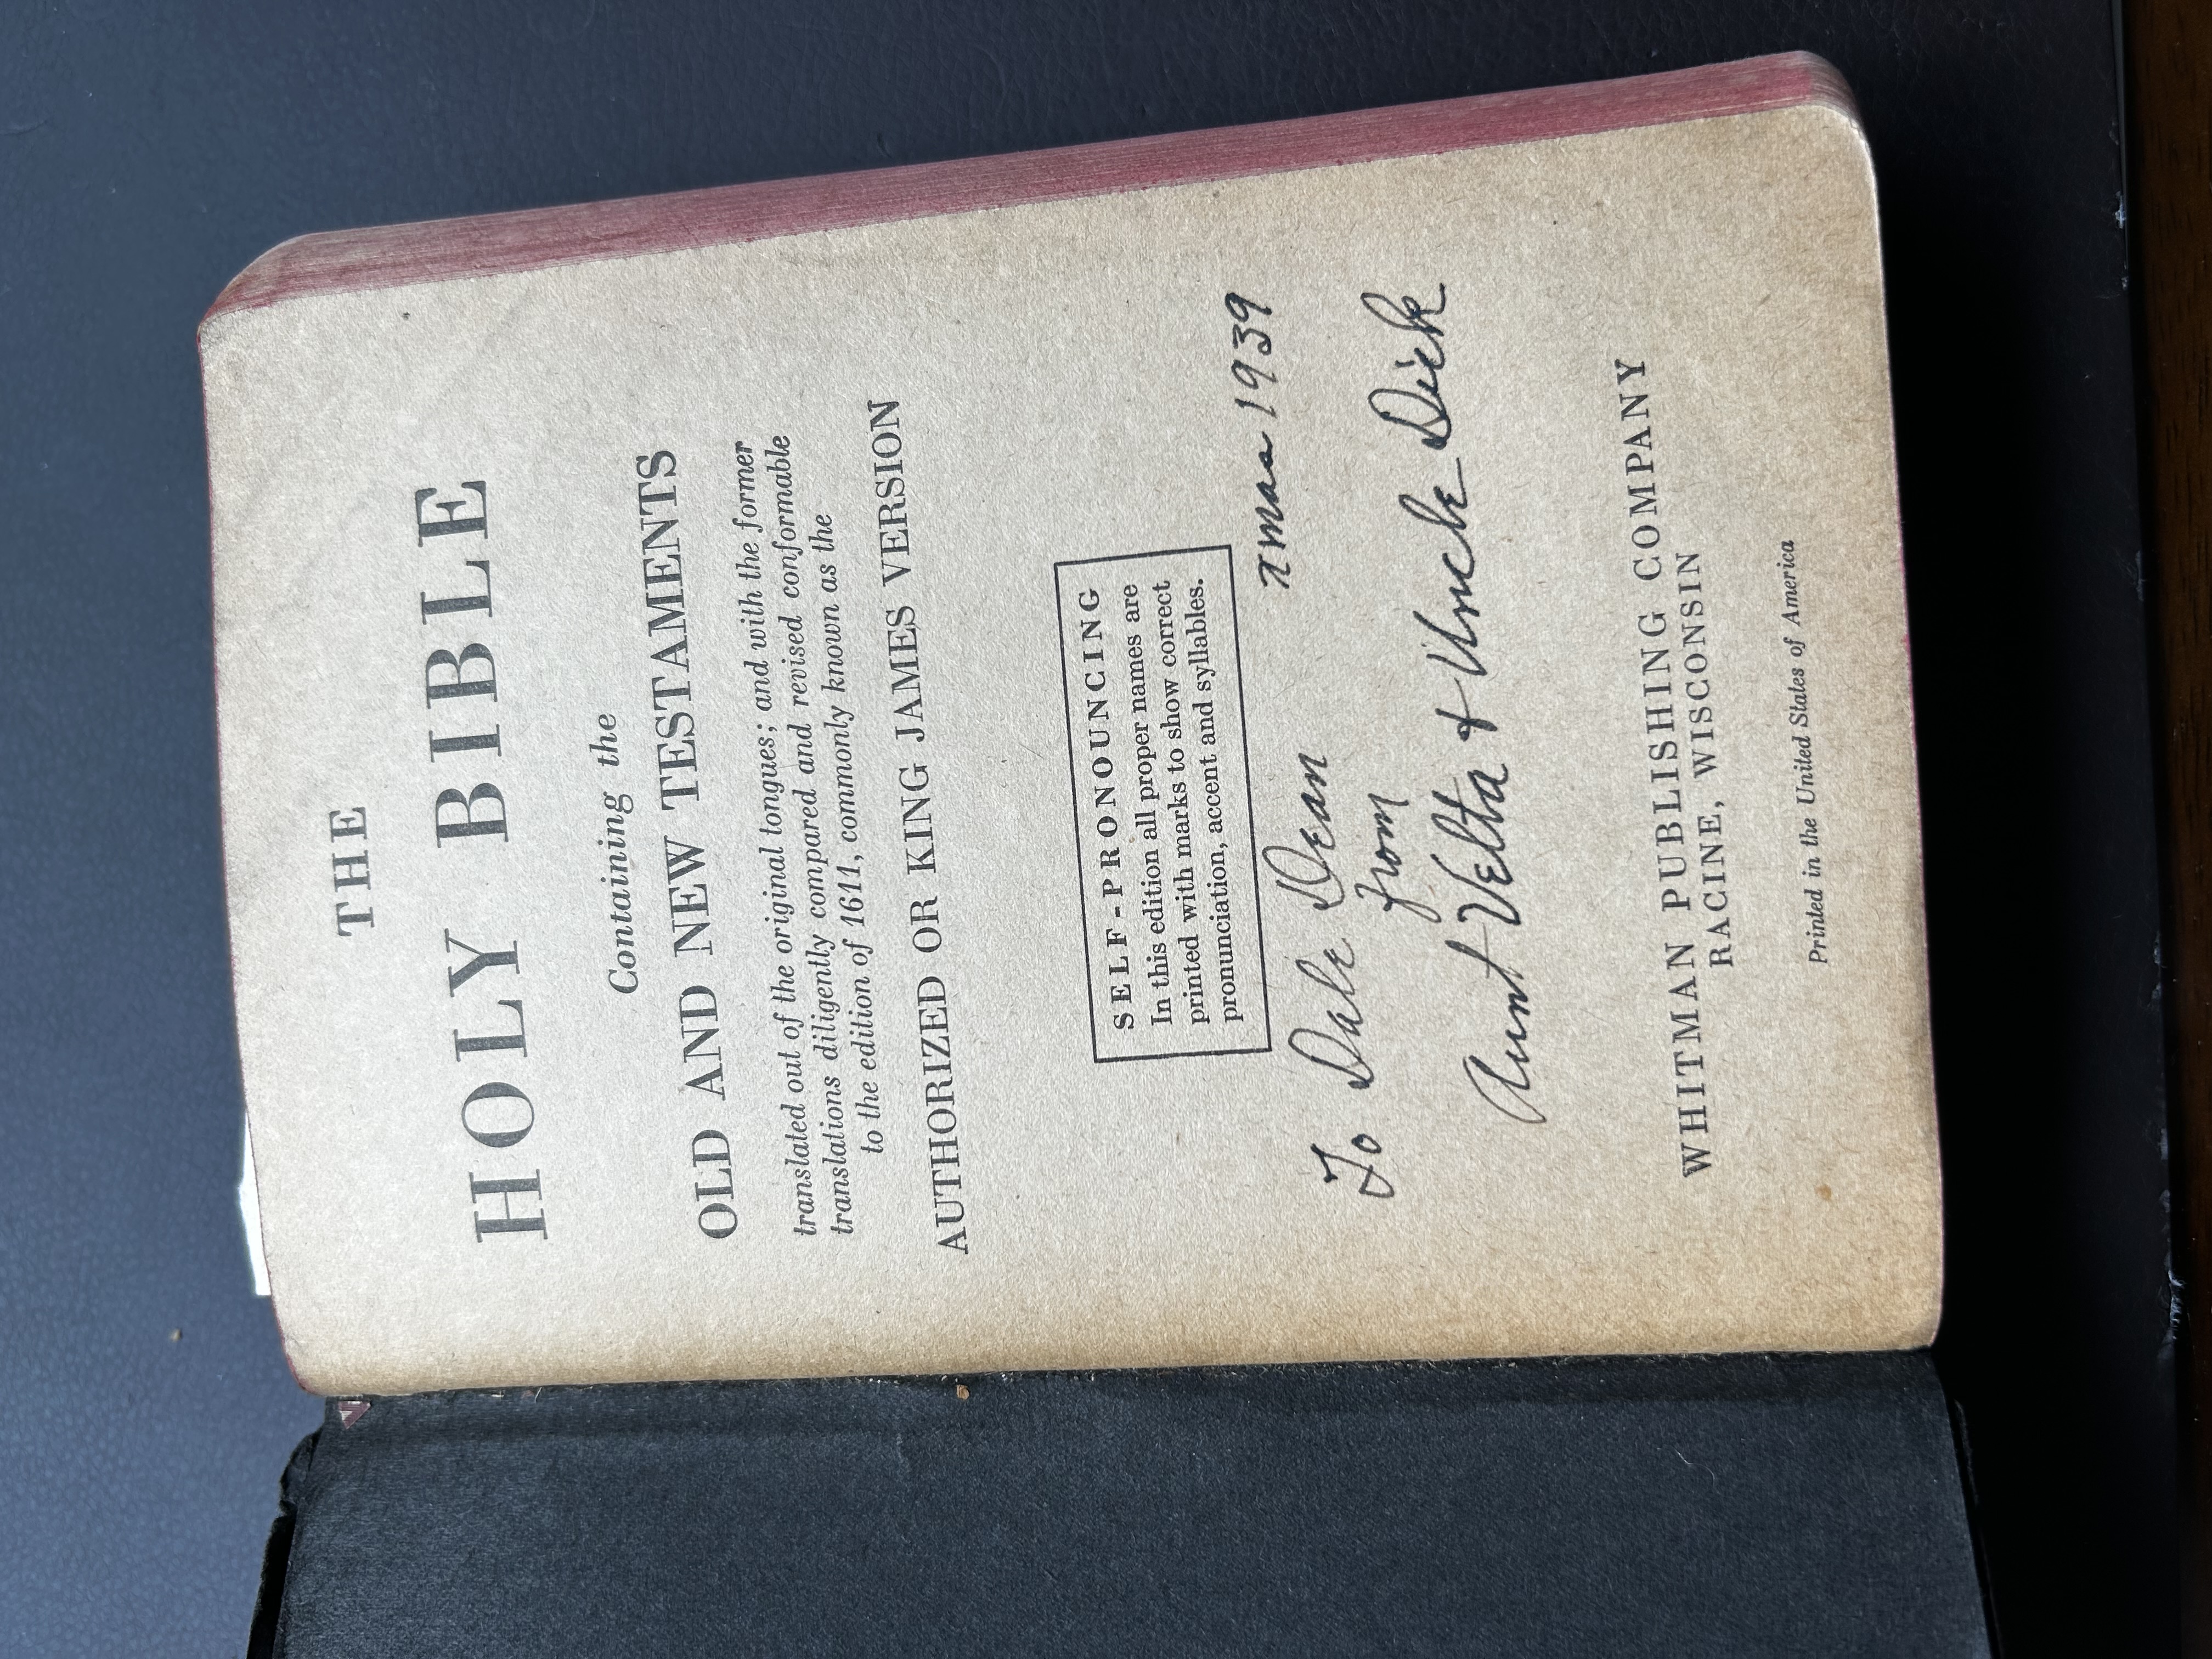 THE
HOLY BIBLE
Containing the
OLD AND NEW TESTAMENTS
translated out of the original tongues; and with the former
translations diligently compared and revised conformable
to the edition of 1611, commonly known as the
AUTHORIZED OR KING JAMES VERSION
SELF-PRONOUNCING
In this edition all proper names are
printed with marks to show correct
pronunciation, accent and syllables.
xmas 1939
To Dale Dean
from
Aunt Velta + Uncle Dick
WHITMAN PUBLISHING COMPANY
RACINE, WISCONSIN
Printed in the United States of America